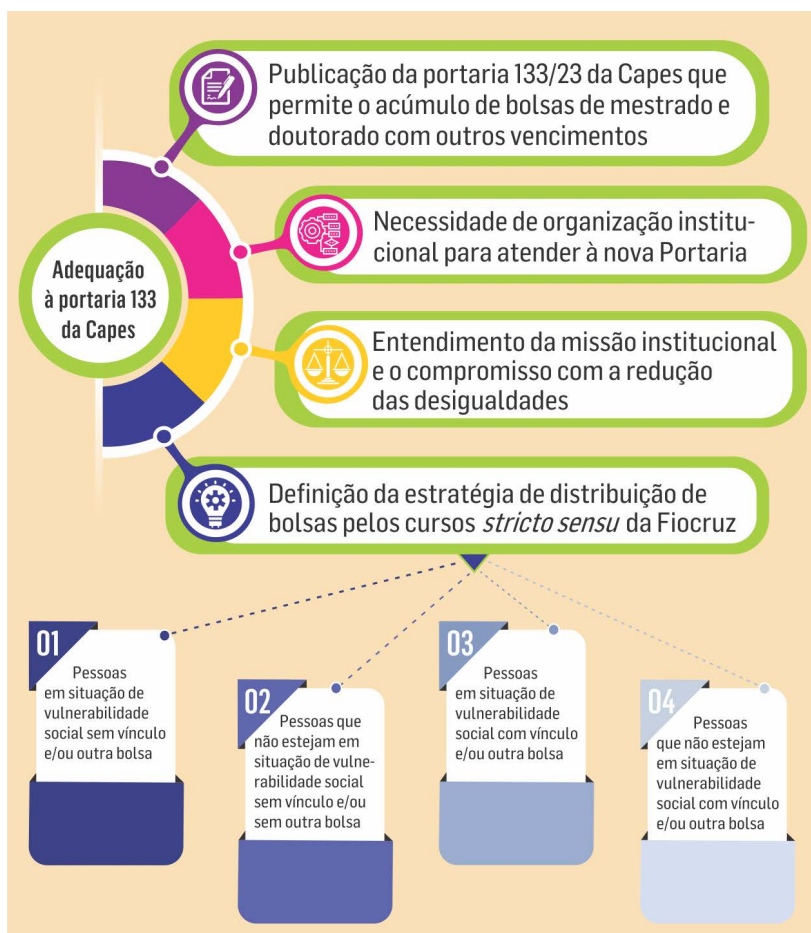 Publicação da portaria 133/23 da Capes que
permite o acúmulo de bolsas de mestrado e
doutorado com outros vencimentos
Necessidade de organização institu-
cional para atender à nova Portaria
Adequação
à portaria 133
da Capes
Entendimento da missão institucional
e o compromisso com a redução
das desigualdades
Definição da estratégia de distribuição de
bolsas pelos cursos stricto sensu da Fiocruz
01
Pessoas
em situação de
vulnerabilidade
social sem vínculo
e/ou outra bolsa
02
Pessoas que
não estejam em
situação de vulne-
rabilidade social
sem vínculo e/ou
sem outra bolsa
03
Pessoas
em situação de
vulnerabilidade
social com vínculo
e/ou outra bolsa
04
Pessoas
que não estejam
em situação de
vulnerabilidade
social com vínculo
e/ou outra bolsa